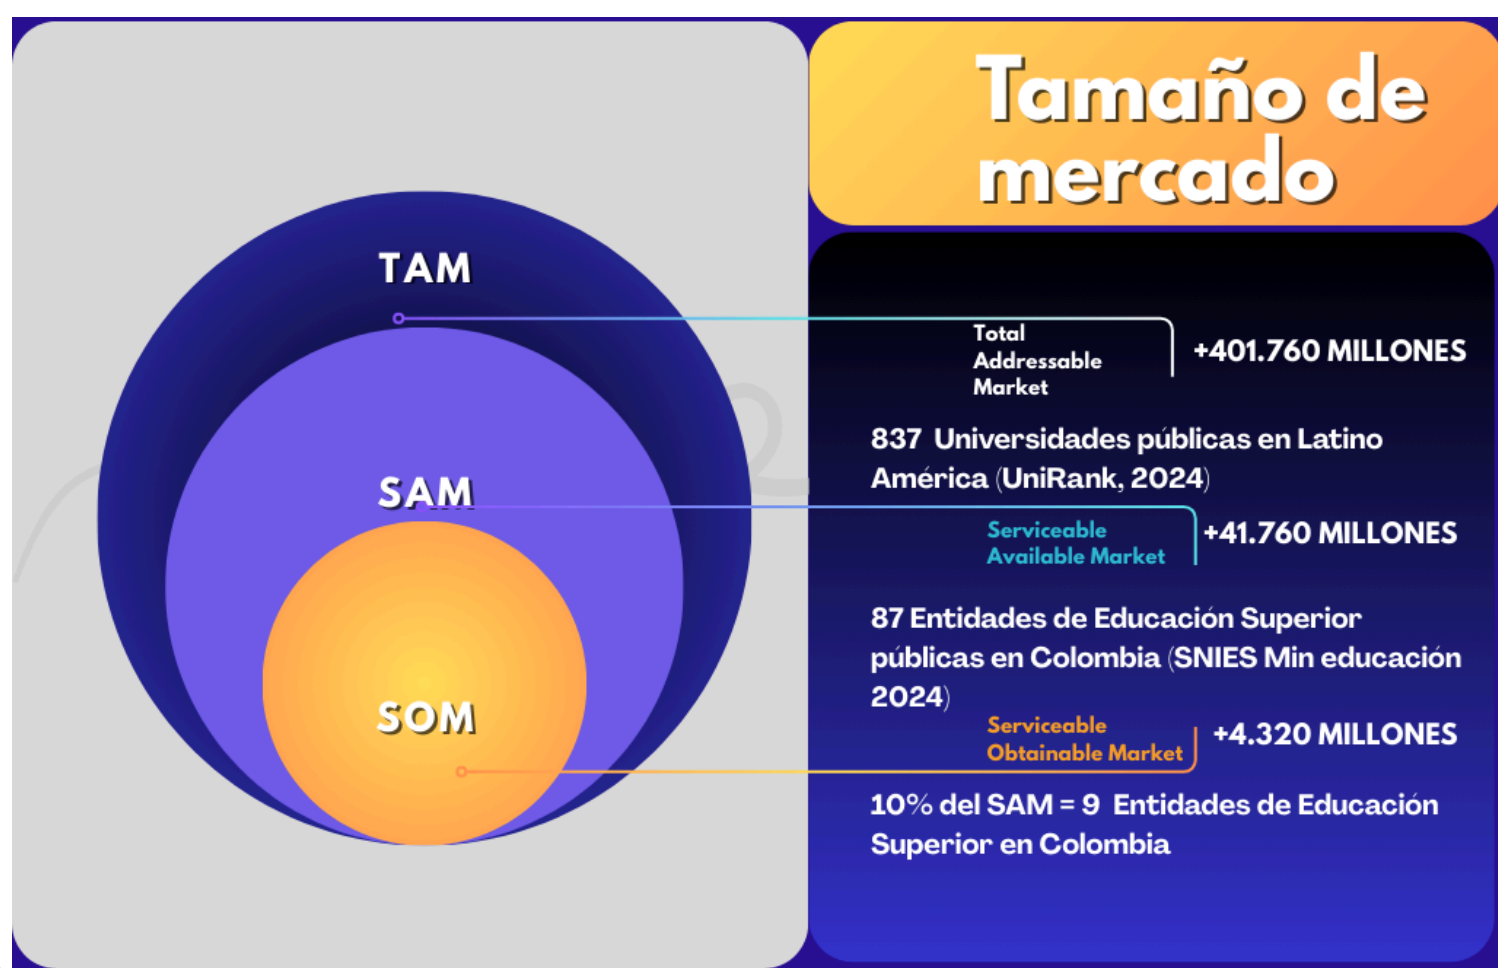 Tamaño de
mercado
TAM
SAM
SOM
Total
Addressable
Market
+401.760 MILLONES
837 Universidades públicas en Latino
América (UniRank, 2024)
Serviceable
Available Market
+41.760 MILLONES
87 Entidades de Educación Superior
públicas en Colombia (SNIES Min educación
2024)
Serviceable
Obtainable Market
+4.320 MILLONES
10% del SAM = 9 Entidades de Educación
Superior en Colombia